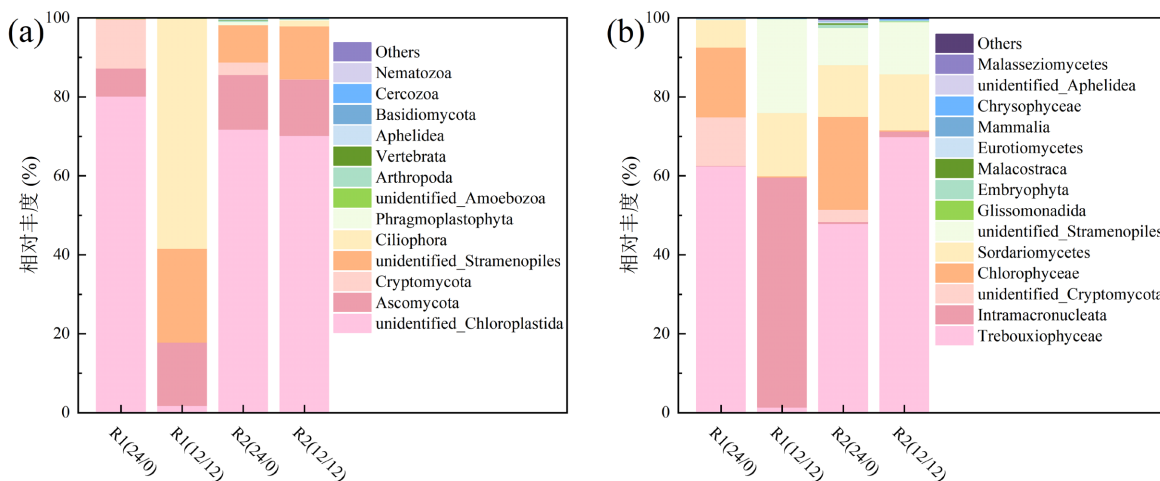 (a)
100
80
60
40
20
0
相对丰度 (%)
R1(24/0)
R1(12/12)
R2(24/0)
R2(12/12)
Others
Nematozoa
Cercozoa
Basidiomycota
Aphelidea
Vertebrata
Arthropoda
unidentified_Amoebozoa
Phragmoplastophyta
Ciliophora
unidentified_Stramenopiles
Cryptomycota
Ascomycota
unidentified_Chloroplastida
(b)
100
80
60
40
20
0
相对丰度 (%)
R1(24/0)
R1(12/12)
R2(24/0)
R2(12/12)
Others
Malasseziomycetes
unidentified_Aphelidea
Chrysophyceae
Mammalia
Eurotiomycetes
Malacostraca
Embryophyta
Glissomonadida
unidentified_Stramenopiles
Sordariomycetes
Chlorophyceae
unidentified_Cryptomycota
Intramacronucleata
Trebouxiophyceae